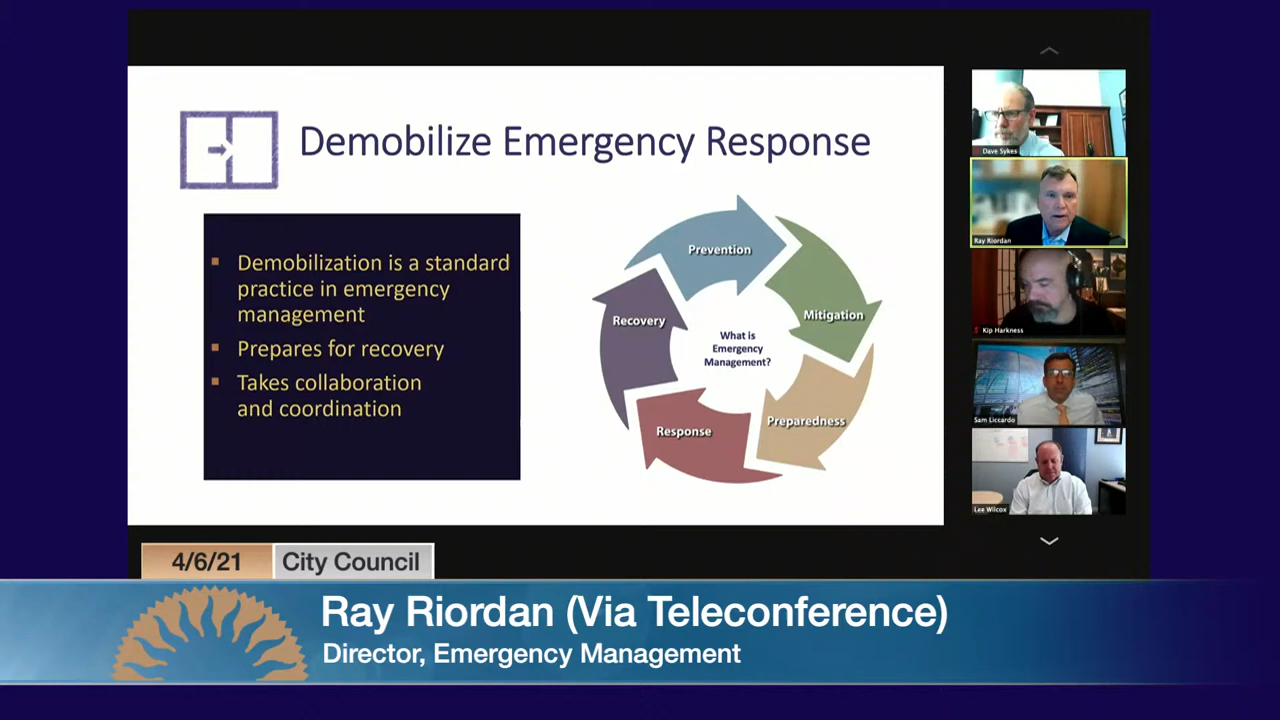 Demobilize Emergency Response
Demobilization is a standard
practice in emergency
management
Prepares for recovery
Takes collaboration
and coordination
Prevention
Mitigation
Preparedness
Response
Recovery
What is
Emergency
Management?
Dave Sykes
Ray Riordan
Kip Harkness
Sam Liccardo
Lee Wilcox
4/6/21
City Council
Ray Riordan (Via Teleconference)
Director, Emergency Management